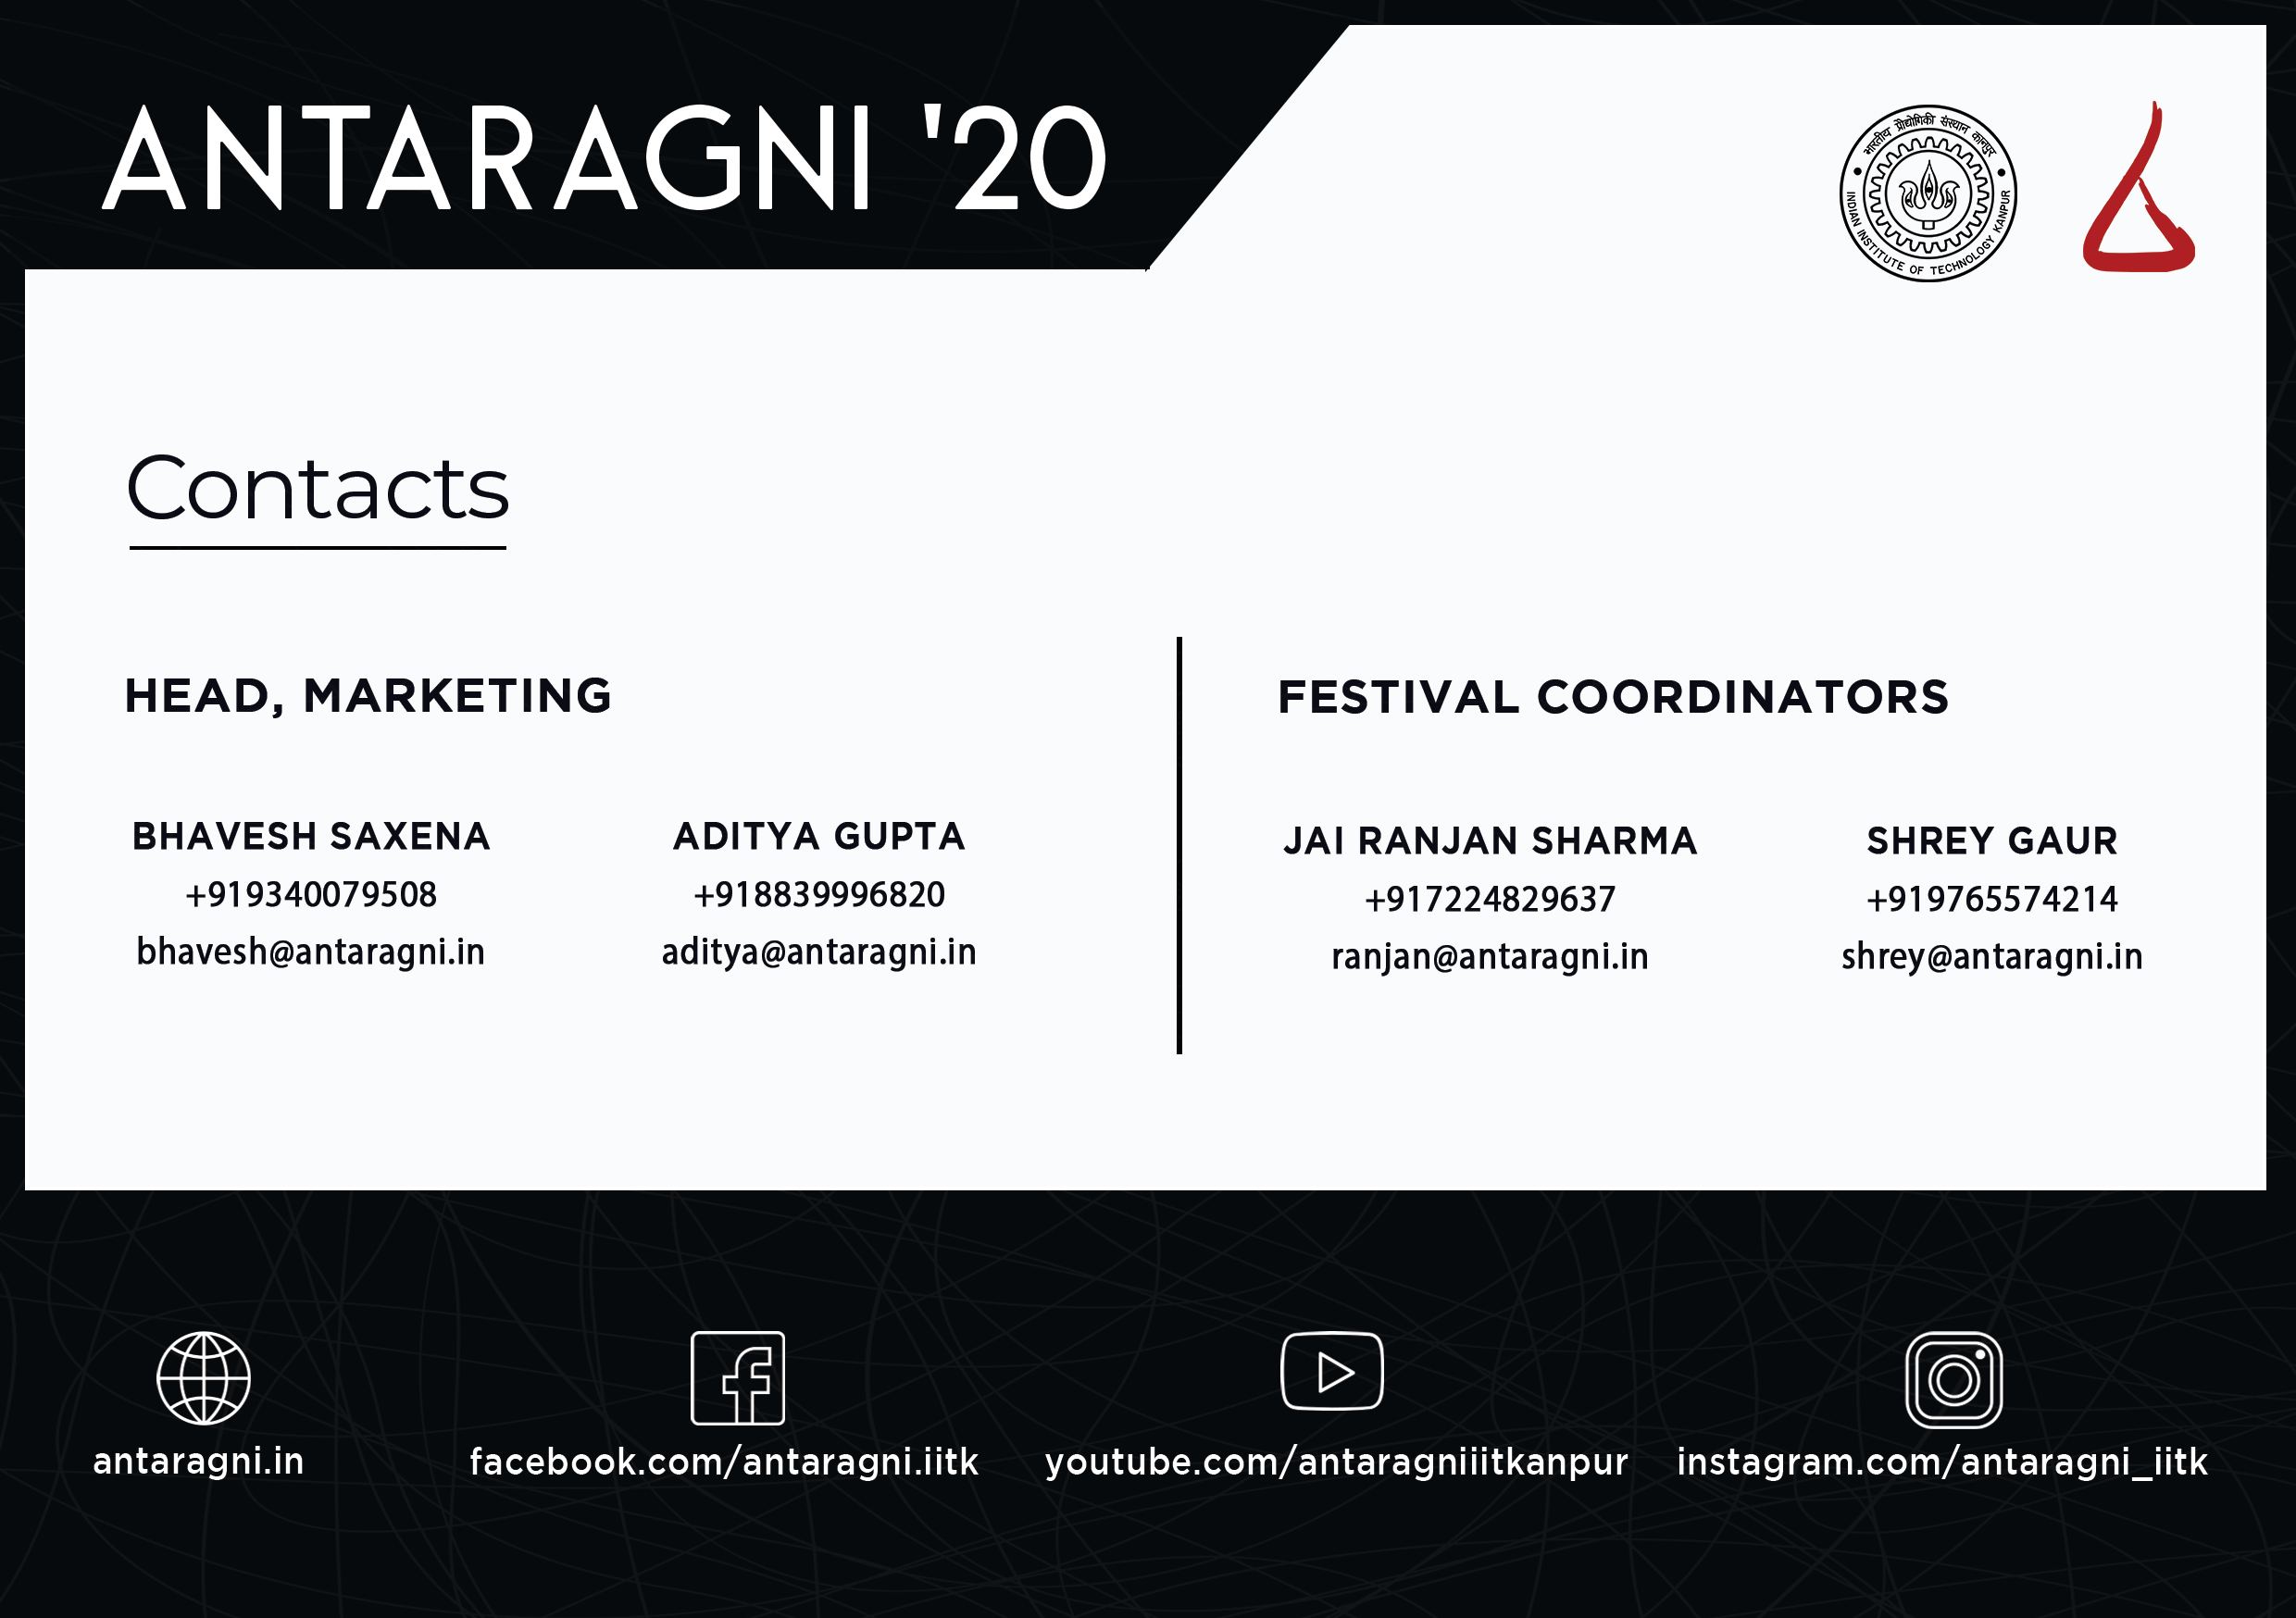 ANTARAGNI '20
भारतीय प्रौद्योगिकी संस्थान कानपुर
INDIAN INSTITUTE OF TECHNOLOGY KANPUR
Contacts
HEAD, MARKETING
BHAVESH SAXENA
+919340079508
bhavesh@antaragni.in
ADITYA GUPTA
+918839996820
aditya@antaragni.in
FESTIVAL COORDINATORS
JAI RANJAN SHARMA
+917224829637
ranjan@antaragni.in
SHREY GAUR
+919765574214
shrey@antaragni.in
antaragni.in
facebook.com/antaragni.iitk
youtube.com/antaragniiitkanpur
instagram.com/antaragni_iitk